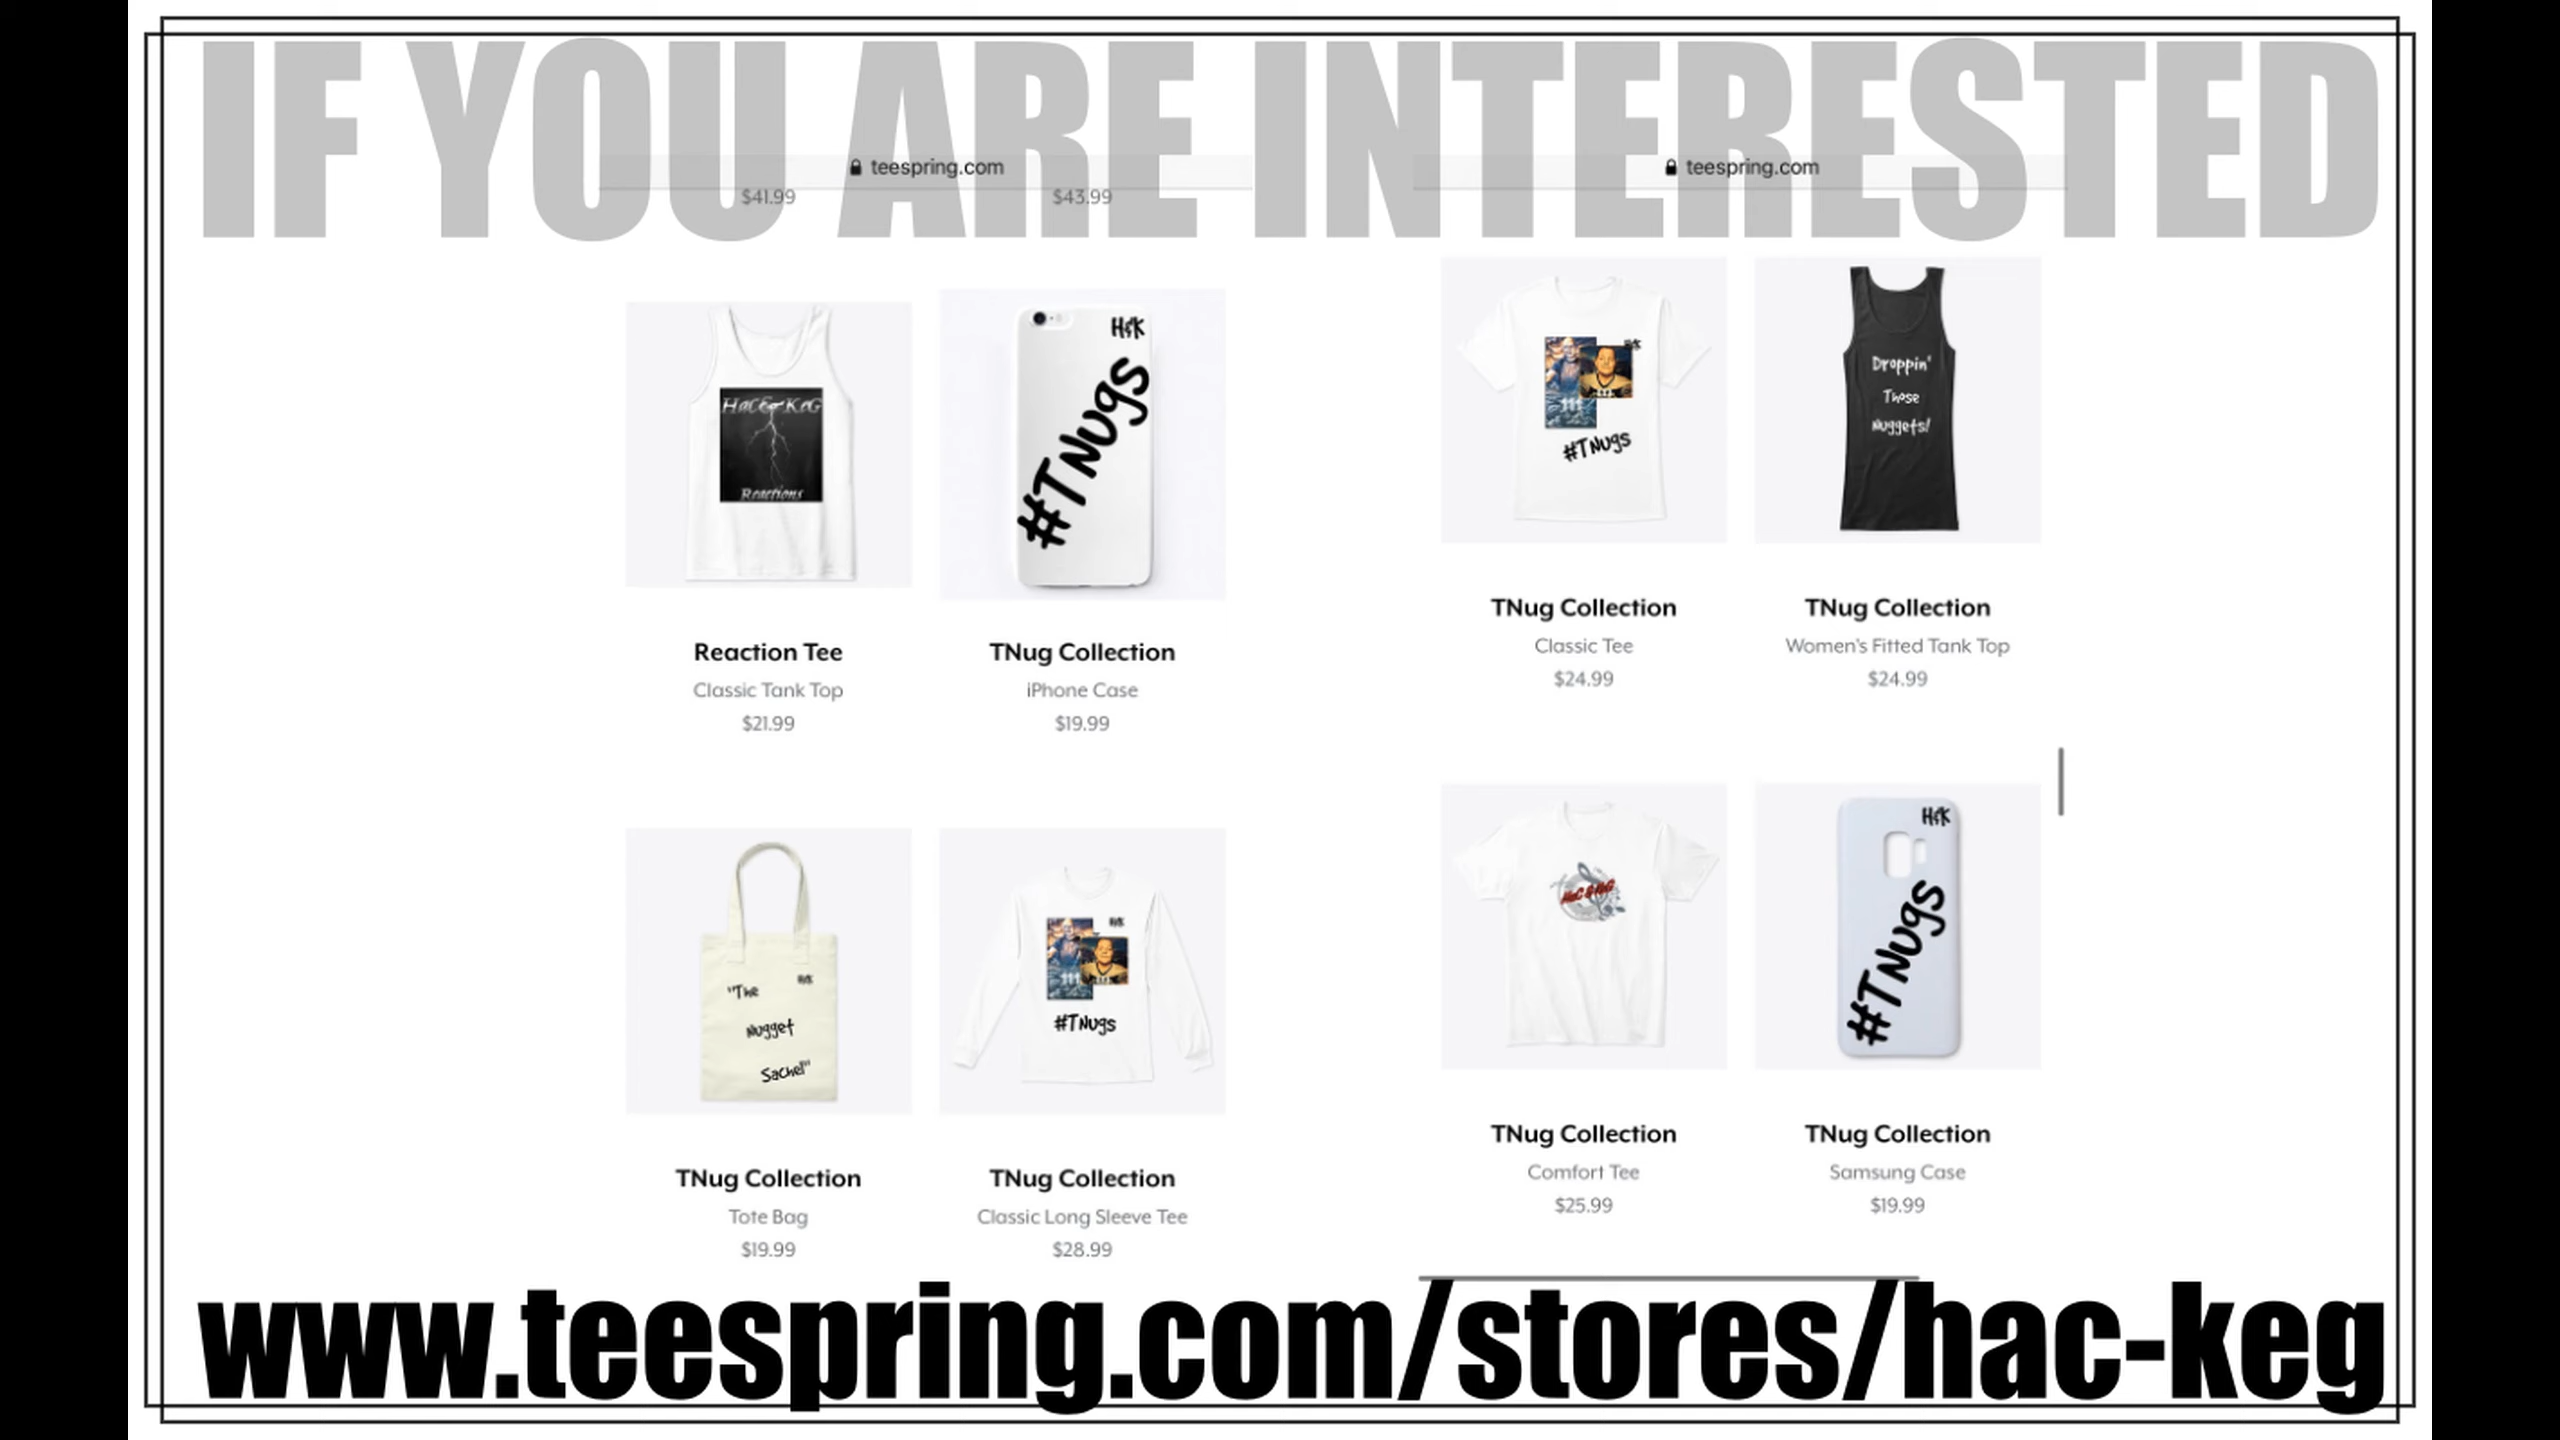 IF YOU ARE INTERESTED
teespring.com
$41.99 $43.99
HaC & KeG
Reactions
H&K
#TNugs
Reaction Tee
Classic Tank Top
$21.99
TNug Collection
iPhone Case
$19.99
"The
Nugget
Sachel"
H&K
H&K
#TNugs
TNug Collection
Tote Bag
$19.99
TNug Collection
Classic Long Sleeve Tee
$28.99
teespring.com
H&K
#TNugs
Droppin'
Those
Nuggets!
TNug Collection
Classic Tee
$24.99
TNug Collection
Women's Fitted Tank Top
$24.99
HaC & KeG
H&K
#TNugs
TNug Collection
Comfort Tee
$25.99
TNug Collection
Samsung Case
$19.99
www.teespring.com/stores/hac-keg